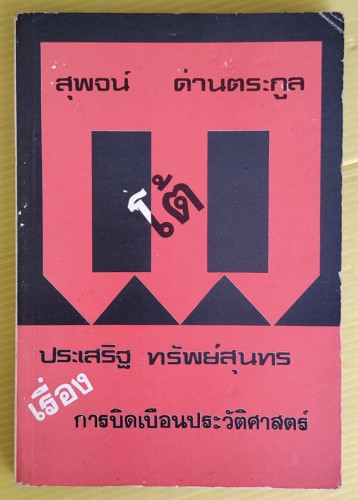 สุพจน์ ด่านตระกูล
โต้
ประเสริฐ ทรัพย์สุนทร
เรื่อง
การบิดเบือนประวัติศาสตร์